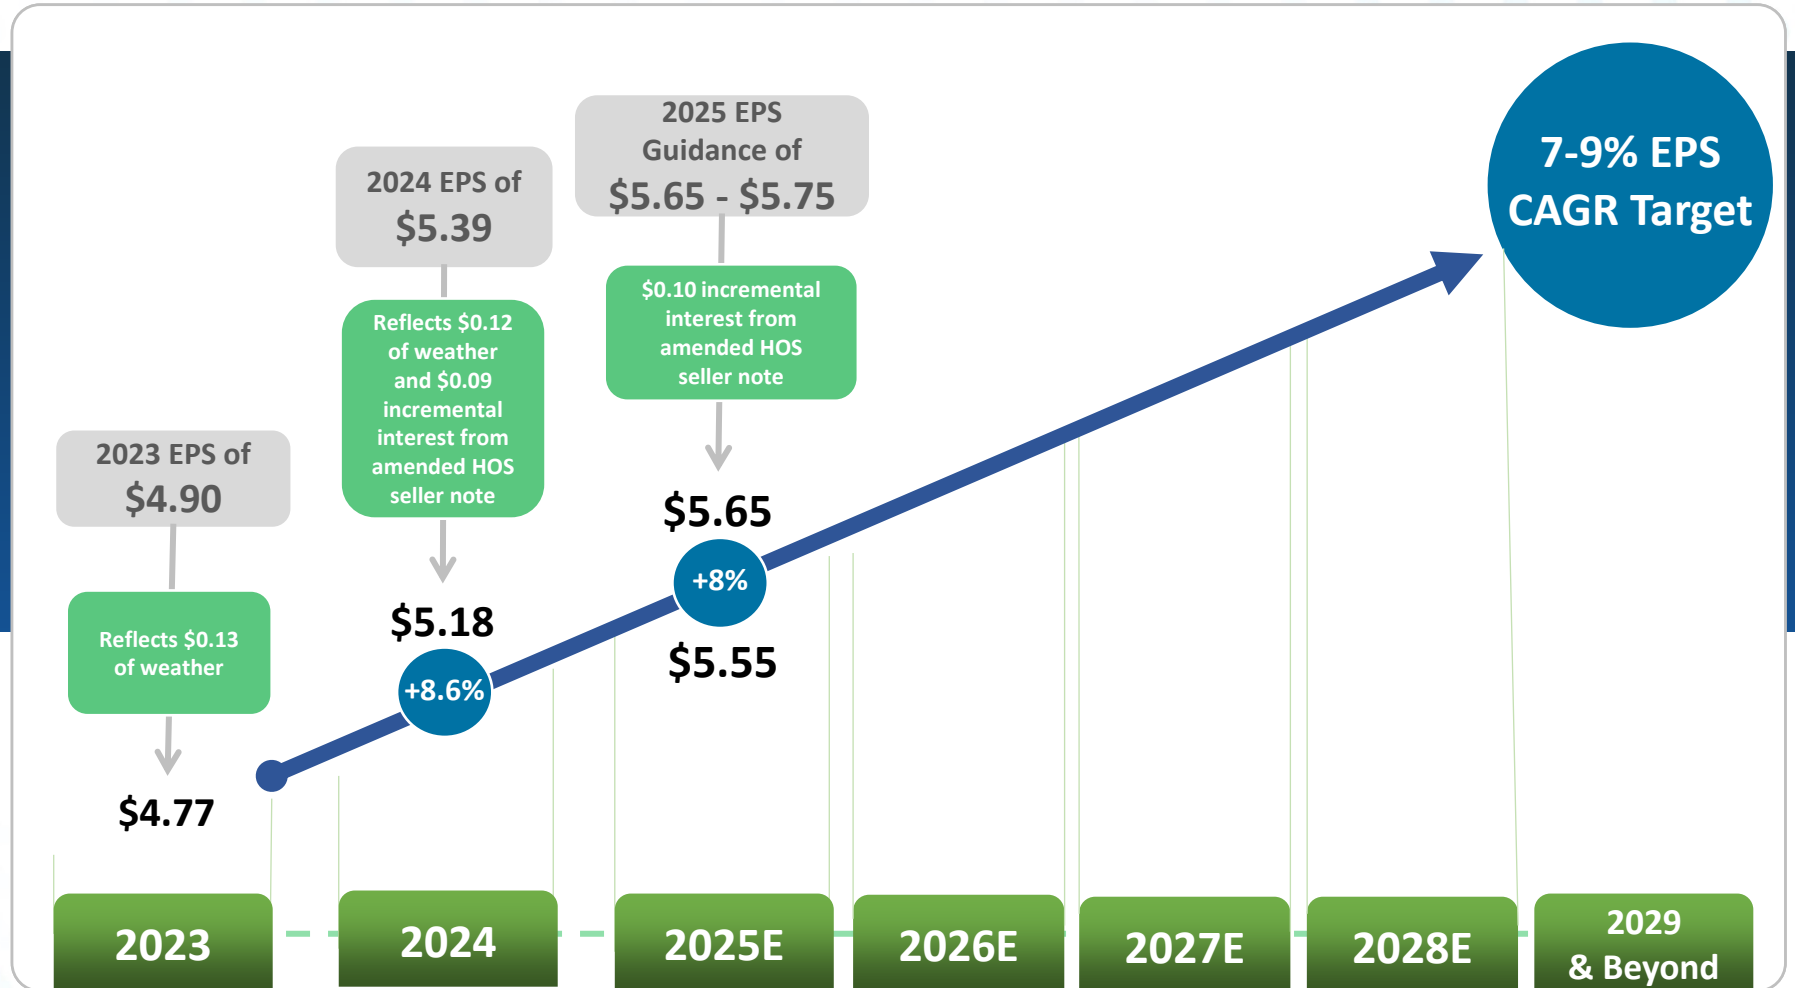 2023 EPS of
$4.90
Reflects $0.13
of weather
$4.77
2024 EPS of
$5.39
Reflects $0.12
of weather
and $0.09
incremental
interest from
amended HOS
seller note
$5.18
+8.6%
2025 EPS
Guidance of
$5.65 - $5.75
$0.10 incremental
interest from
amended HOS
seller note
$5.65
+8%
$5.55
7-9% EPS
CAGR Target
2023
2024
2025E
2026E
2027E
2028E
2029
& Beyond